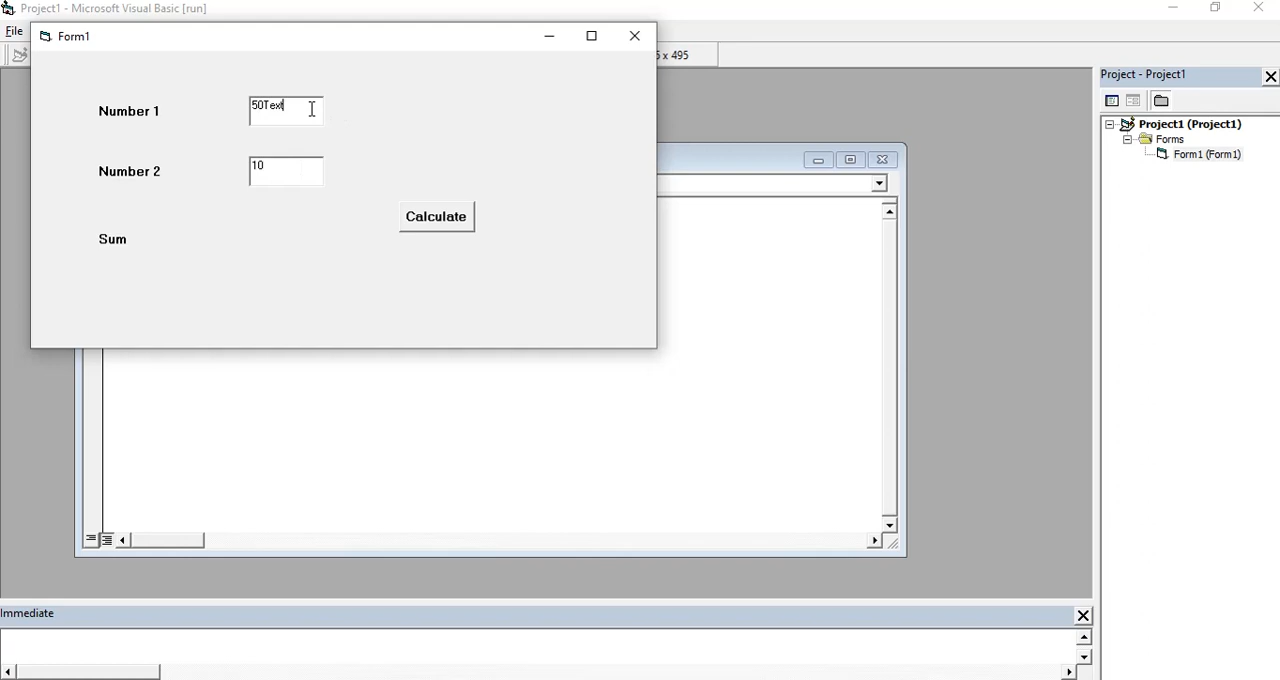 Project1 - Microsoft Visual Basic [run]
File
Form1
5 x 495
Project - Project1
Number 1
50Text
Project1 (Project1)
Forms
Form1 (Form1)
Number 2
10
Calculate
Sum
Immediate